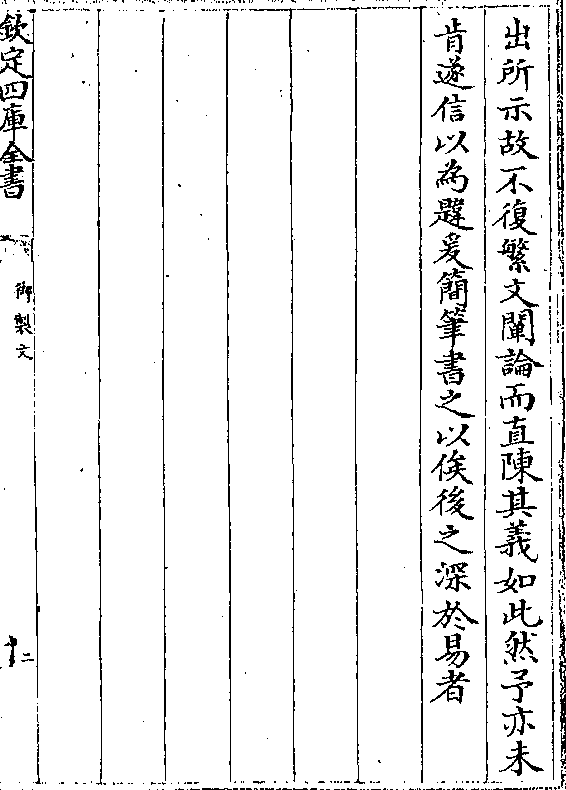 出所示故不復繁文闡論而直陳其義如此然予亦未
肯遂信以為韙爰簡筆書之以俟後之深於易者
欽定四庫全書
御製文
二